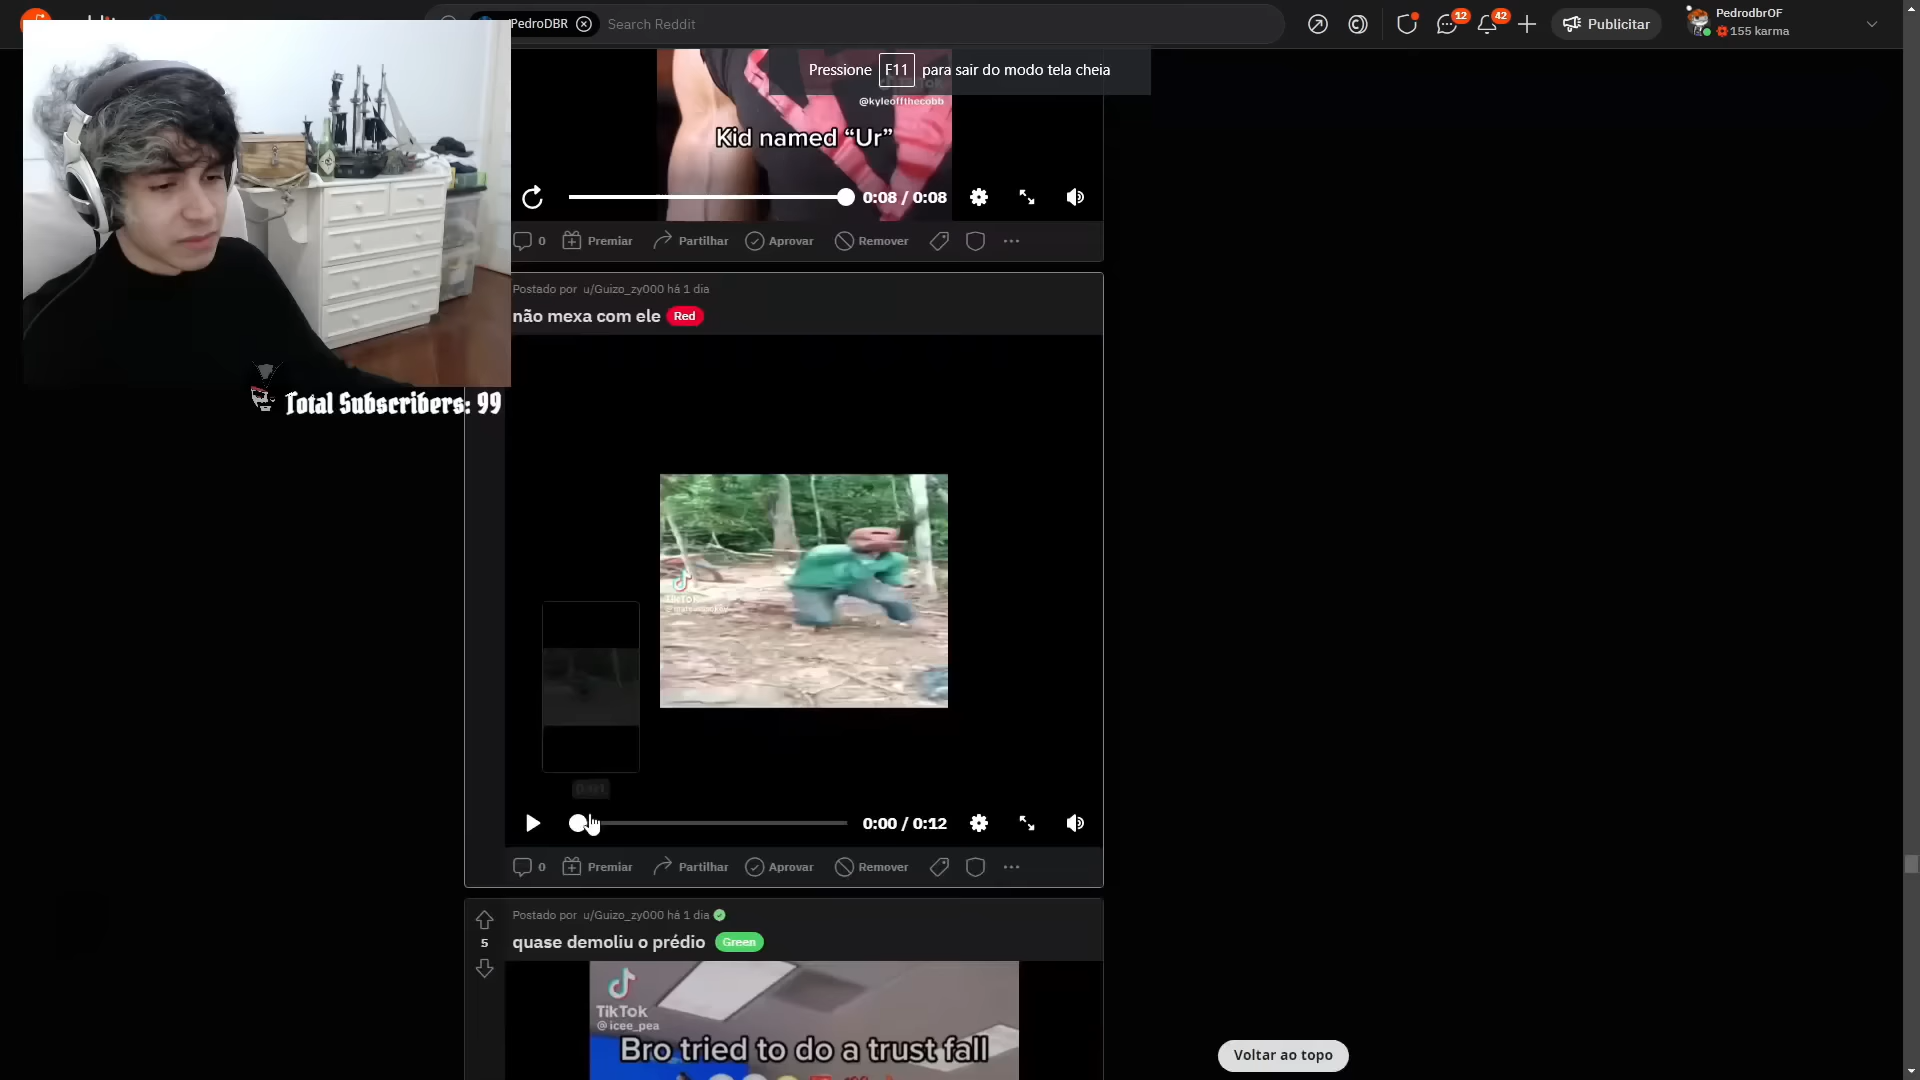 PedroDBR
Search Reddit
12
42
Publicitar
PedrodbrOF
155 karma
Pressione F11 para sair do modo tela cheia
@kyleoffthecobb
Kid named “Ur”
0:08 / 0:08
0 Premiar Partilhar Aprovar Remover
Postado por u/Guizo_zy000 há 1 dia
não mexa com ele Red
Total Subscribers: 99
TikTok
0:00 / 0:12
0 Premiar Partilhar Aprovar Remover
Postado por u/Guizo_zy000 há 1 dia
5
quase demoliu o prédio Green
TikTok
@icee_pea
Bro tried to do a trust fall
Voltar ao topo